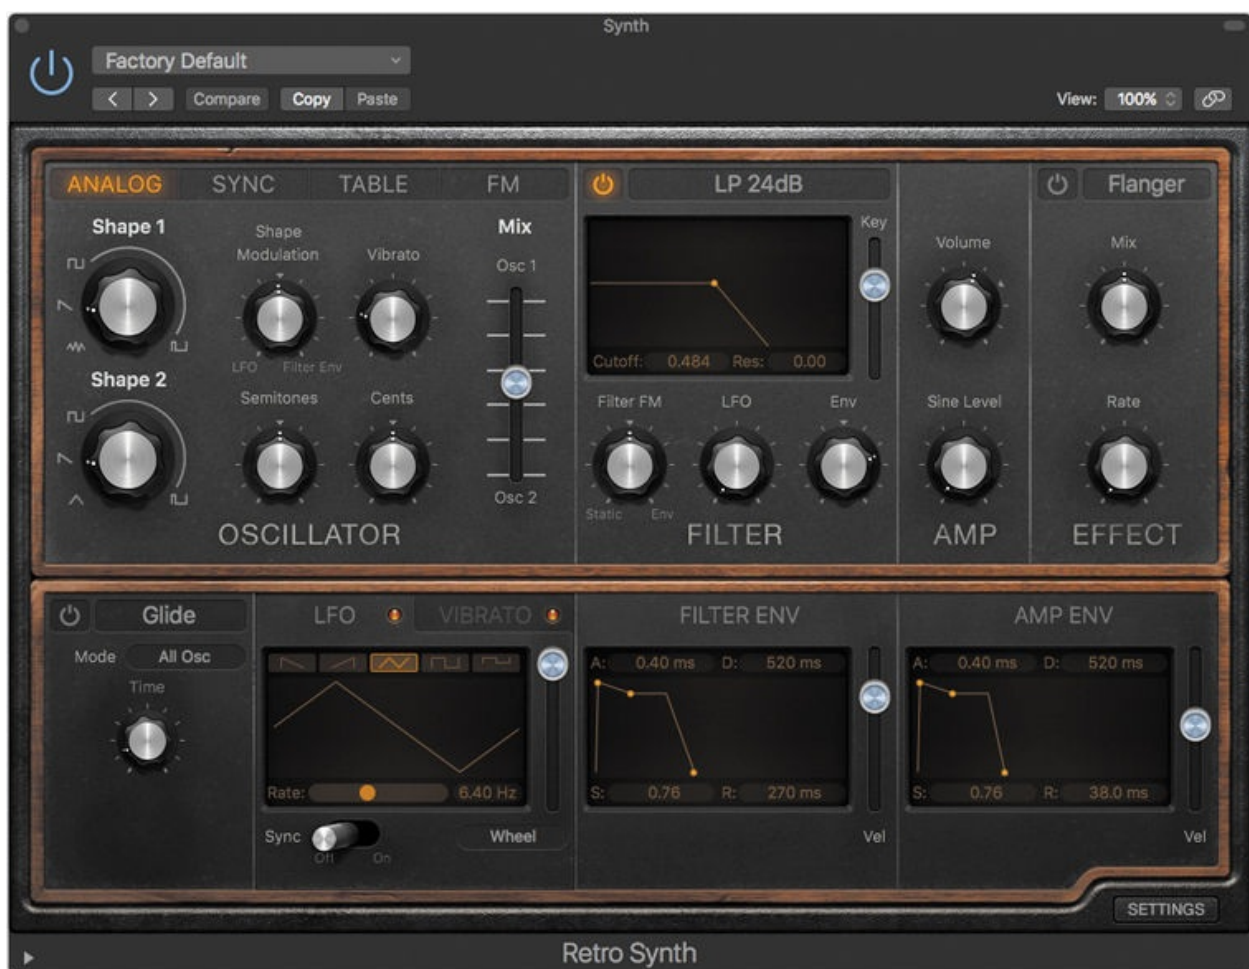 Synth
Factory Default
Compare Copy Paste
View: 100%
ANALOG SYNC TABLE FM
LP 24dB
Flanger
Shape 1
Shape
Modulation
Vibrato
Mix
Osc 1
LFO Filter Env
Shape 2
Semitones
Cents
Osc 2
OSCILLATOR
Key
Cutoff: 0.484 Res: 0.00
Filter FM LFO Env
Static Env
FILTER
Volume
Sine Level
AMP
Mix
Rate
EFFECT
Glide
Mode All Osc
Time
LFO VIBRATO
Rate: 6.40 Hz
Sync
Off On
Wheel
FILTER ENV
A: 0.40 ms D: 520 ms
S: 0.76 R: 270 ms
Vel
AMP ENV
A: 0.40 ms D: 520 ms
S: 0.76 R: 38.0 ms
Vel
SETTINGS
Retro Synth